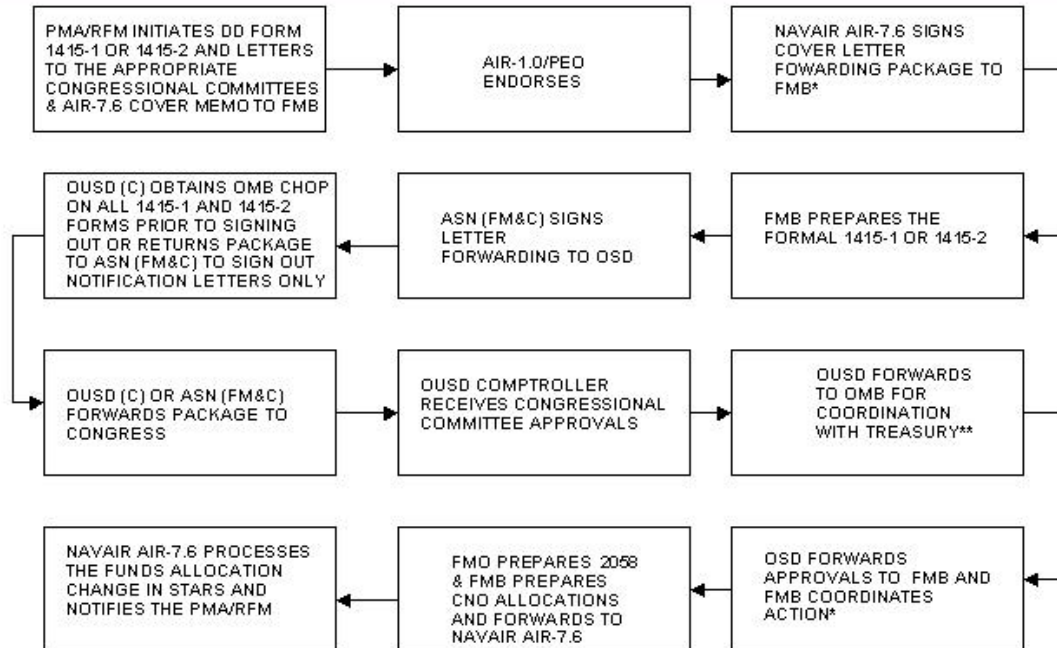 PMA/RFM INITIATES DD FORM
1415-1 OR 1415-2 AND LETTERS
TO THE APPROPRIATE
CONGRESSIONAL COMMITTEES
& AIR-7.6 COVER MEMO TO FMB
AIR-1.0/PEO
ENDORSES
NAVAIR AIR-7.6 SIGNS
COVER LETTER
FOWARDING PACKAGE TO
FMB*
FMB PREPARES THE
FORMAL 1415-1 OR 1415-2
ASN (FM&C) SIGNS
LETTER
FORWARDING TO OSD
OUSD (C) OBTAINS OMB CHOP
ON ALL 1415-1 AND 1415-2
FORMS PRIOR TO SIGNING
OUT OR RETURNS PACKAGE
TO ASN (FM&C) TO SIGN OUT
NOTIFICATION LETTERS ONLY
OUSD (C) OR ASN (FM&C)
FORWARDS PACKAGE TO
CONGRESS
OUSD COMPTROLLER
RECEIVES CONGRESSIONAL
COMMITTEE APPROVALS
OUSD FORWARDS
TO OMB FOR
COORDINATION
WITH TREASURY**
OSD FORWARDS
APPROVALS TO FMB AND
FMB COORDINATES
ACTION*
FMO PREPARES 2058
& FMB PREPARES
CNO ALLOCATIONS
AND FORWARDS TO
NAVAIR AIR-7.6
NAVAIR AIR-7.6 PROCESSES
THE FUNDS ALLOCATION
CHANGE IN STARS AND
NOTIFIES THE PMA/RFM